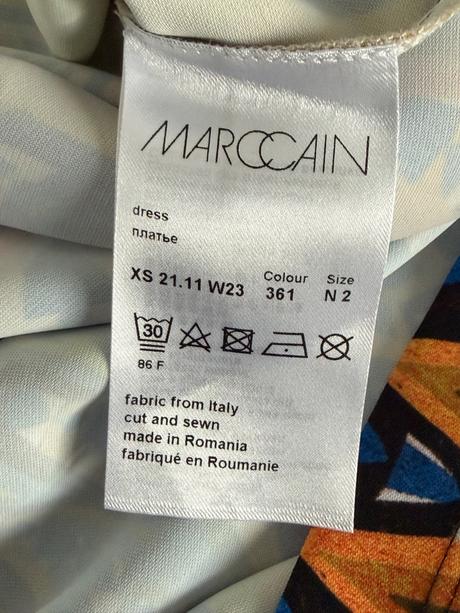 MARCCAIN
dress
платье
Colour Size
XS 21.11 W23 361 N 2
30
86 F
fabric from Italy
cut and sewn
made in Romania
fabriqué en Roumanie